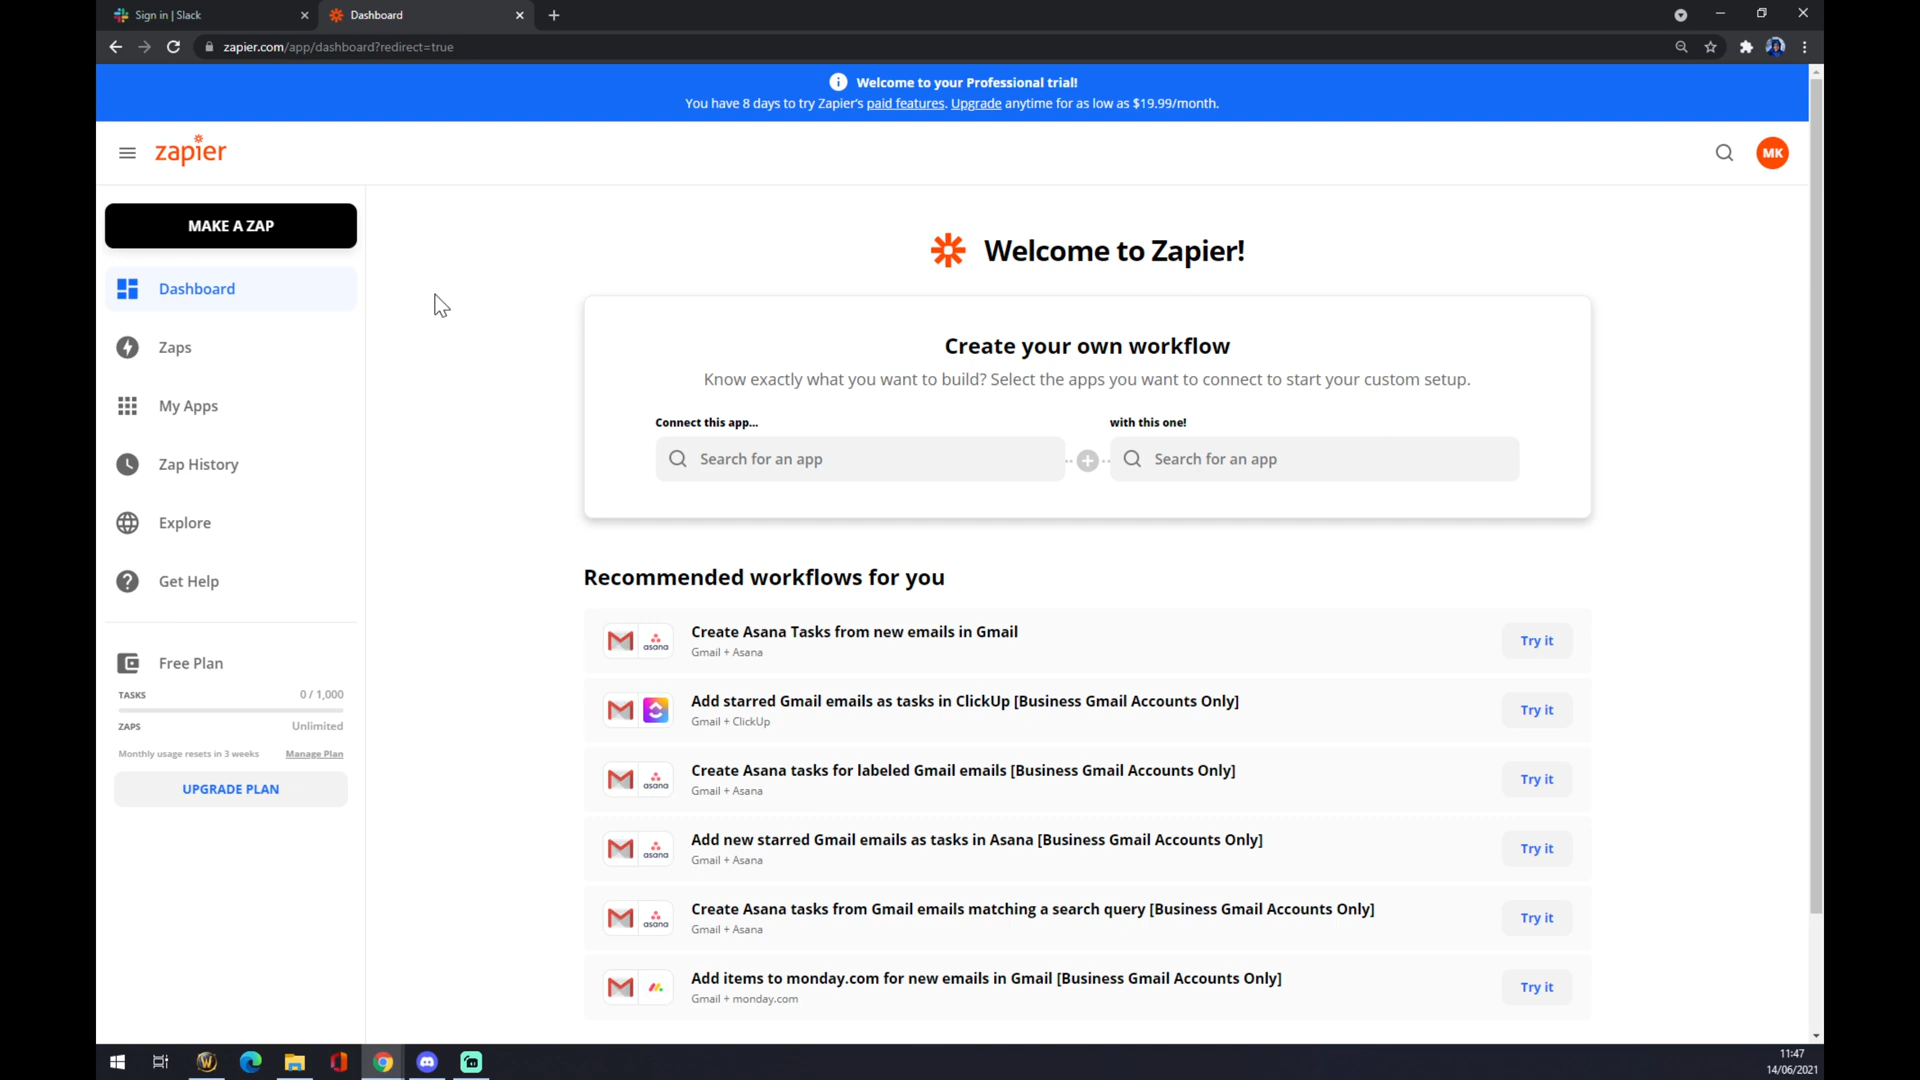 Sign in | Slack
Dashboard
zapier.com/app/dashboard?redirect=true
Welcome to your Professional trial!
You have 8 days to try Zapier's paid features. Upgrade anytime for as low as $19.99/month.
zapier
MK
MAKE A ZAP
Dashboard
Zaps
My Apps
Zap History
Explore
Get Help
Free Plan
TASKS 0 / 1,000
ZAPS Unlimited
Monthly usage resets in 3 weeks Manage Plan
UPGRADE PLAN
Welcome to Zapier!
Create your own workflow
Know exactly what you want to build? Select the apps you want to connect to start your custom setup.
Connect this app... with this one!
Search for an app Search for an app
Recommended workflows for you
asana
Create Asana Tasks from new emails in Gmail
Gmail + Asana
Try it
Add starred Gmail emails as tasks in ClickUp [Business Gmail Accounts Only]
Gmail + ClickUp
Try it
asana
Create Asana tasks for labeled Gmail emails [Business Gmail Accounts Only]
Gmail + Asana
Try it
asana
Add new starred Gmail emails as tasks in Asana [Business Gmail Accounts Only]
Gmail + Asana
Try it
asana
Create Asana tasks from Gmail emails matching a search query [Business Gmail Accounts Only]
Gmail + Asana
Try it
Add items to monday.com for new emails in Gmail [Business Gmail Accounts Only]
Gmail + monday.com
Try it
11:47
14/06/2021